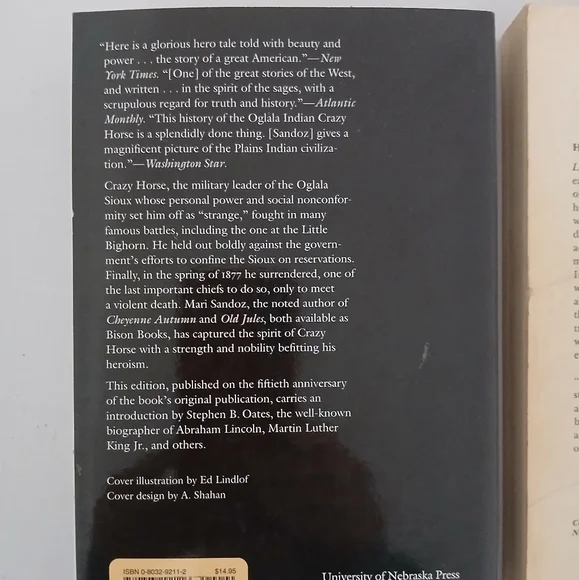 "Here is a glorious hero tale told with beauty and
power . . . the story of a great American."—New
York Times. "[One] of the great stories of the West,
and written . . . in the spirit of the sages, with a
scrupulous regard for truth and history."—Atlantic
Monthly. "This history of the Oglala Indian Crazy
Horse is a splendidly done thing. [Sandoz] gives a
magnificent picture of the Plains Indian civiliza-
tion."—Washington Star.
Crazy Horse, the military leader of the Oglala
Sioux whose personal power and social nonconfor-
mity set him off as "strange," fought in many
famous battles, including the one at the Little
Bighorn. He held out boldly against the govern-
ment's efforts to confine the Sioux on reservations.
Finally, in the spring of 1877 he surrendered, one of
the last important chiefs to do so, only to meet
a violent death. Mari Sandoz, the noted author of
Cheyenne Autumn and Old Jules, both available as
Bison Books, has captured the spirit of Crazy
Horse with a strength and nobility befitting his
heroism.
This edition, published on the fiftieth anniversary
of the book's original publication, carries an
introduction by Stephen B. Oates, the well-known
biographer of Abraham Lincoln, Martin Luther
King Jr., and others.
Cover illustration by Ed Lindlof
Cover design by A. Shahan
ISBN 0-8032-9211-2 $14.95
University of Nebraska Press